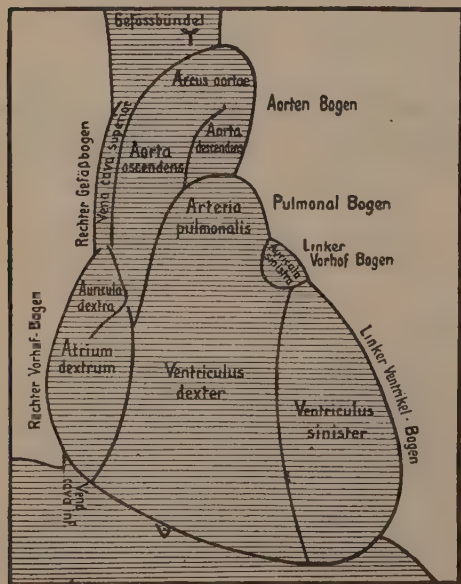 Gefässbündel
Arcus aortae
Aorten Bogen
Rechter Gefäßbogen
Vena cava superior
Aorta
ascendens
Aorta
descendens
Arteria
pulmonalis
Pulmonal Bogen
Linker
Vorhof Bogen
Auricula
sinistra
Auricula
dextra
Rechter Vorhof-Bogen
Atrium
dextrum
Ventriculus
dexter
Ventriculus
sinister
Linker Ventrikel-Bogen
Vena
cava inf.